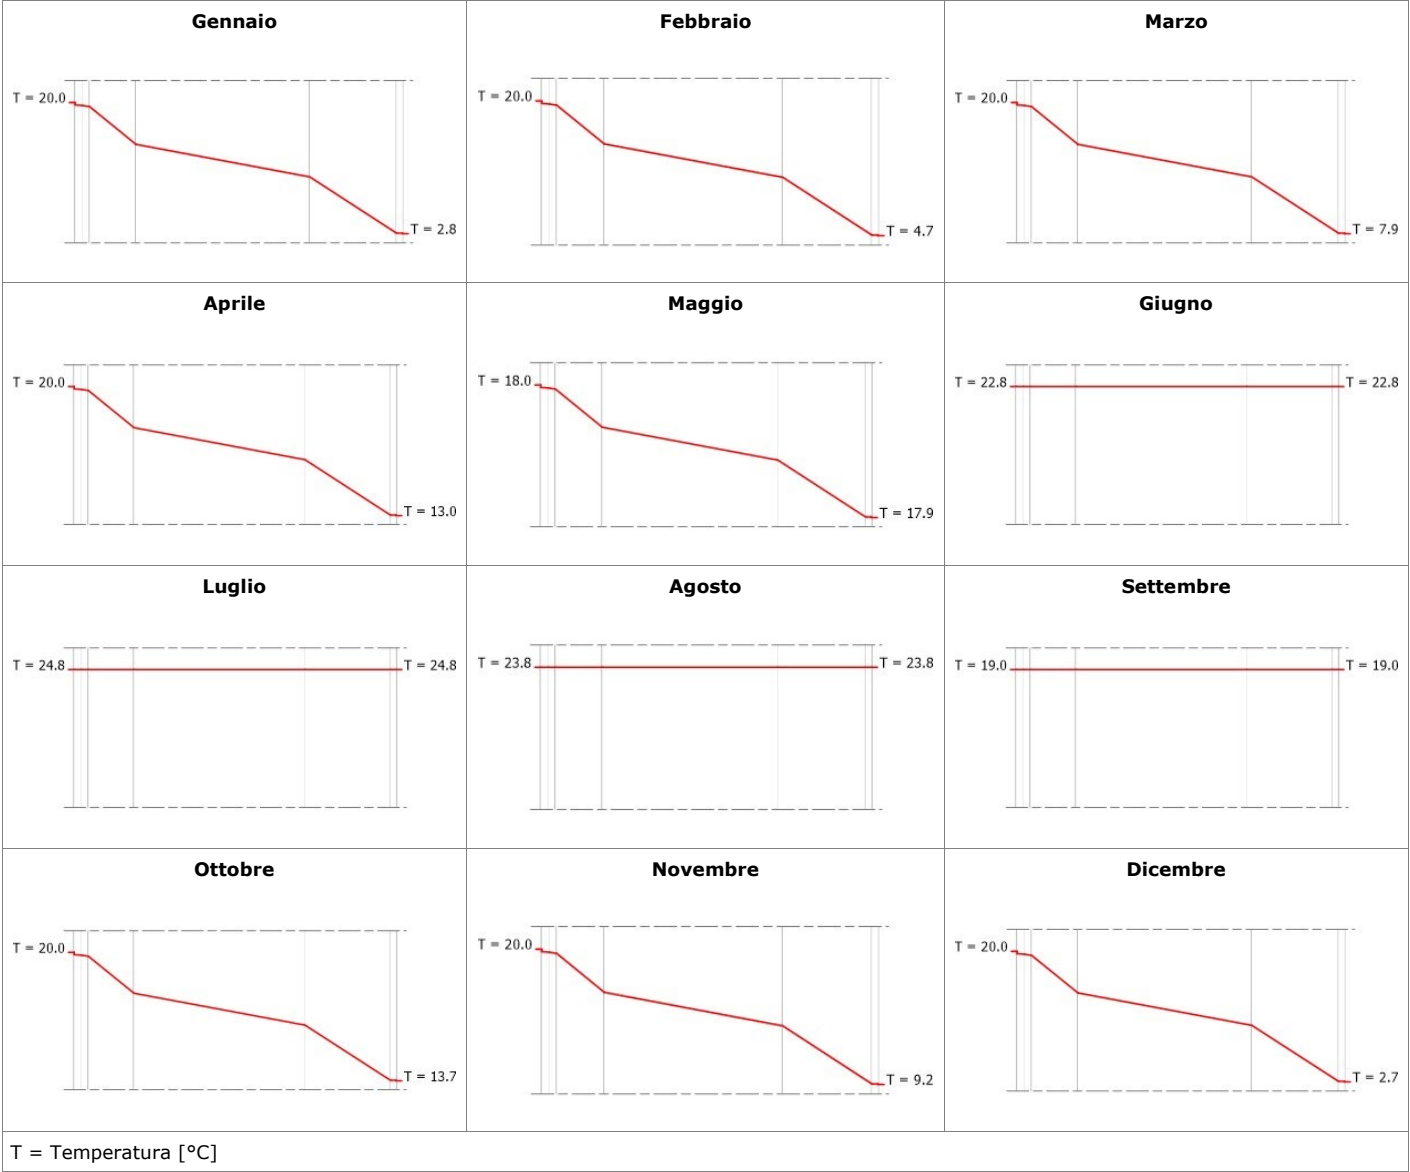 Gennaio
Febbraio
Marzo
T = 20.0
T = 2.8
T = 20.0
T = 4.7
T = 20.0
T = 7.9
Aprile
Maggio
Giugno
T = 20.0
T = 13.0
T = 18.0
T = 17.9
T = 22.8
T = 22.8
Luglio
Agosto
Settembre
T = 24.8
T = 24.8
T = 23.8
T = 23.8
T = 19.0
T = 19.0
Ottobre
Novembre
Dicembre
T = 20.0
T = 13.7
T = 20.0
T = 9.2
T = 20.0
T = 2.7
T = Temperatura [°C]